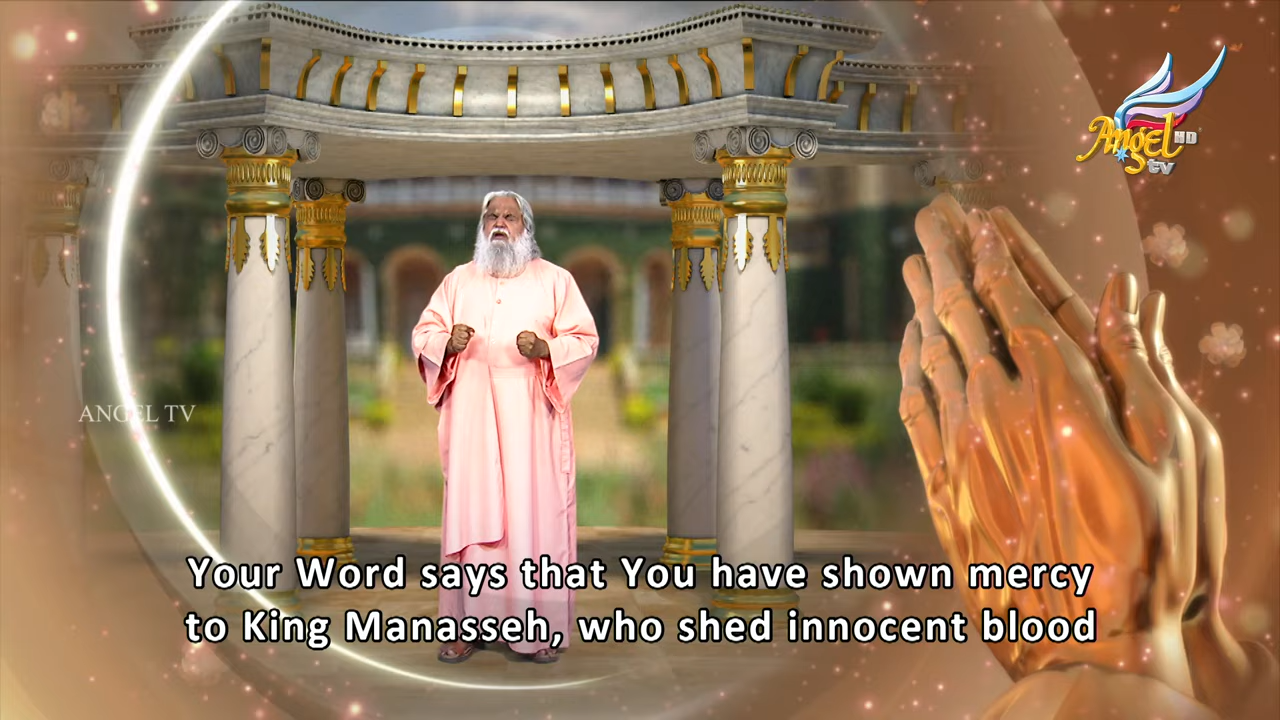 Angel HD
tv
ANGEL TV
Your Word says that You have shown mercy
to King Manasseh, who shed innocent blood